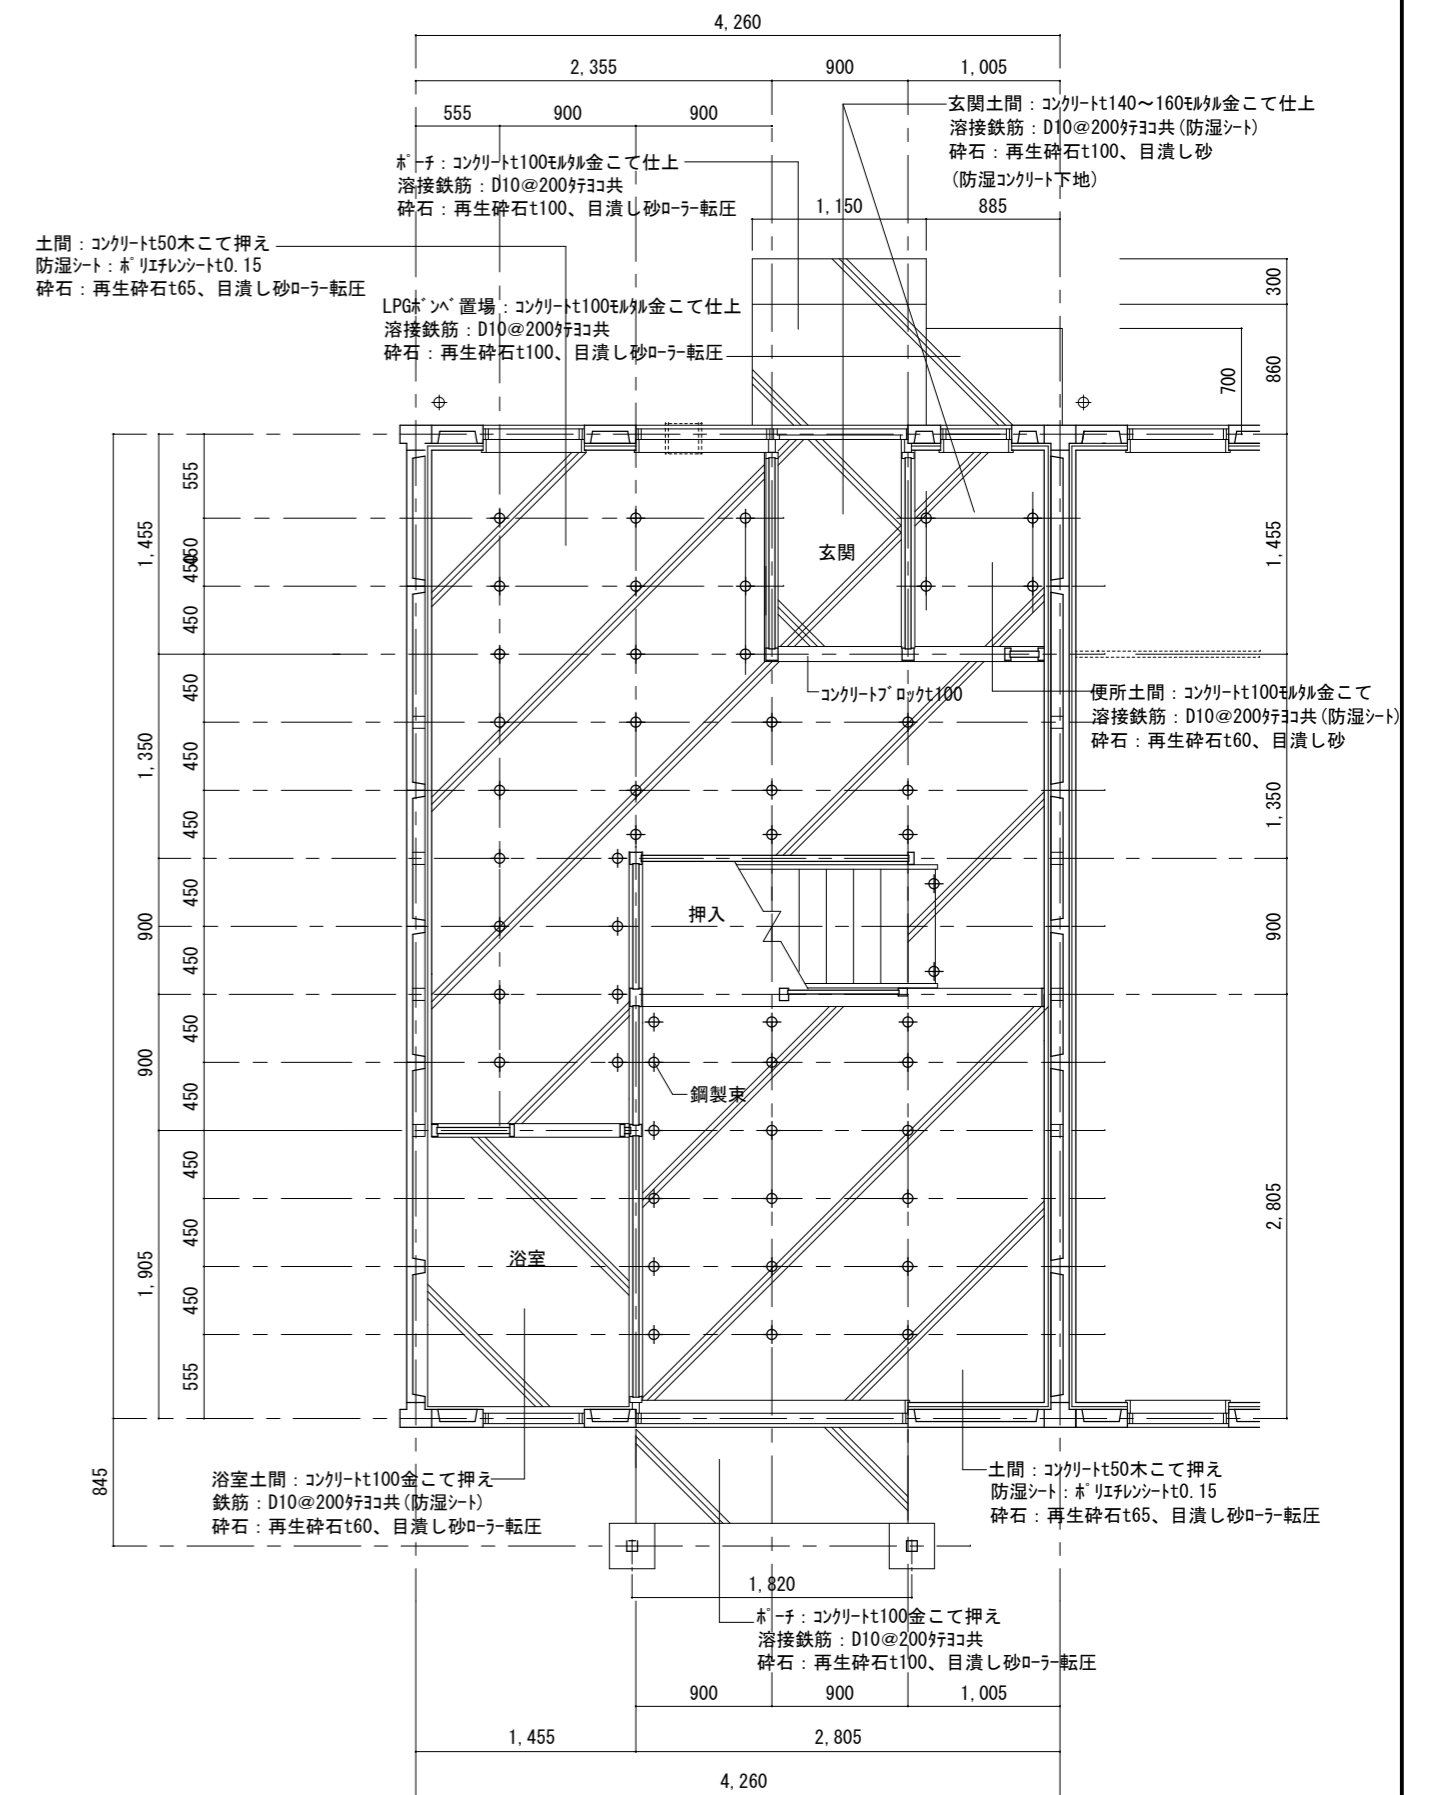 4,260
2,355
900
1,005
555
900
900
玄関土間：コンクリートt140～160モルタル金こて仕上
溶接鉄筋：D10@200タテヨコ共(防湿シート)
砕石：再生砕石t100、目潰し砂
(防湿コンクリート下地)
ポーチ：コンクリートt100モルタル金こて仕上
溶接鉄筋：D10@200タテヨコ共
砕石：再生砕石t100、目潰し砂ローラー転圧
1,150
885
土間：コンクリートt50木こて押え
防湿シート：ポリエチレンシートt0.15
砕石：再生砕石t65、目潰し砂ローラー転圧
LPGボンベ置場：コンクリートt100モルタル金こて仕上
溶接鉄筋：D10@200タテヨコ共
砕石：再生砕石t100、目潰し砂ローラー転圧
300
860
700
555
1,455
450
450
450
1,455
玄関
450
コンクリートブロックt100
便所土間：コンクリートt100モルタル金こて
溶接鉄筋：D10@200タテヨコ共(防湿シート)
砕石：再生砕石t60、目潰し砂
1,350
450
450
1,350
900
450
押入
900
450
900
450
鋼製束
450
450
2,805
1,905
450
浴室
450
555
845
浴室土間：コンクリートt100金こて押え
鉄筋：D10@200タテヨコ共(防湿シート)
砕石：再生砕石t60、目潰し砂ローラー転圧
土間：コンクリートt50木こて押え
防湿シート：ポリエチレンシートt0.15
砕石：再生砕石t65、目潰し砂ローラー転圧
1,820
ポーチ：コンクリートt100金こて押え
溶接鉄筋：D10@200タテヨコ共
砕石：再生砕石t100、目潰し砂ローラー転圧
900
900
1,005
1,455
2,805
4,260